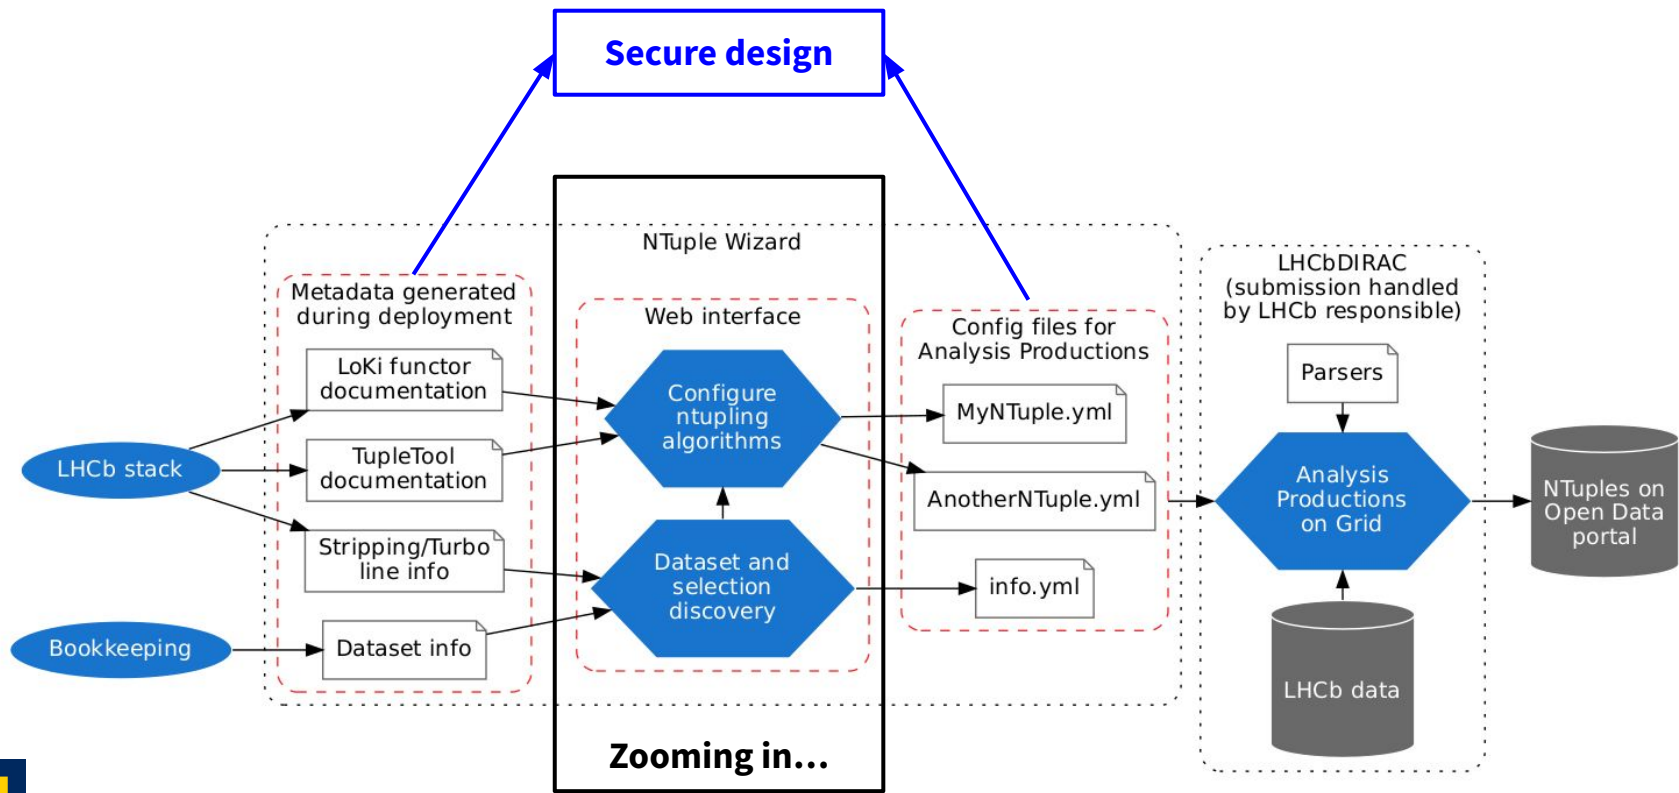 Secure design
NTuple Wizard
Metadata generated
during deployment
LoKi functor
documentation
TupleTool
documentation
Stripping/Turbo
line info
Dataset info
LHCb stack
Bookkeeping
Web interface
Configure
ntupling
algorithms
Dataset and
selection
discovery
Zooming in...
Config files for
Analysis Productions
MyNTuple.yml
AnotherNTuple.yml
info.yml
LHCbDIRAC
(submission handled
by LHCb responsible)
Parsers
Analysis
Productions
on Grid
LHCb data
NTuples on
Open Data
portal